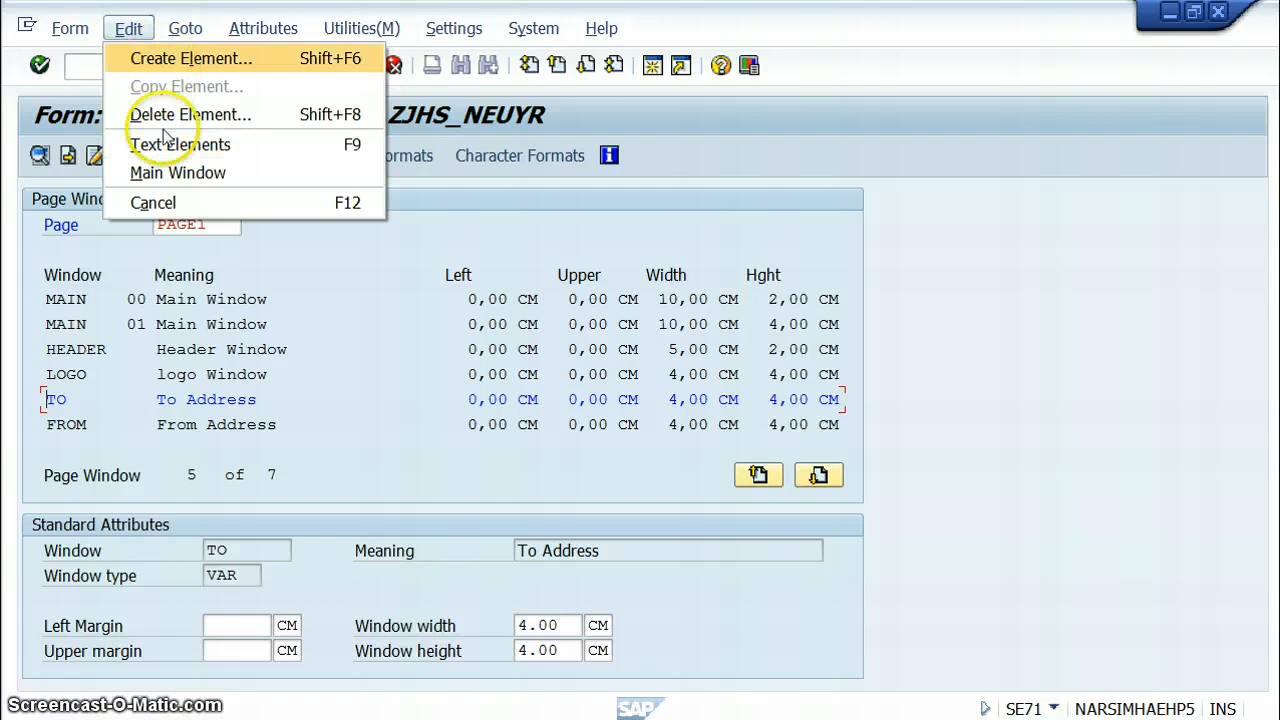 Form Edit Goto Attributes Utilities(M) Settings System Help
Create Element... Shift+F6
Copy Element...
Delete Element... Shift+F8
Text Elements F9
Main Window
Cancel F12
Form: ZJHS_NEUYR
ormats Character Formats
Page Wind
Page PAGE1
Window Meaning Left Upper Width Hght
MAIN 00 Main Window 0,00 CM 0,00 CM 10,00 CM 2,00 CM
MAIN 01 Main Window 0,00 CM 0,00 CM 10,00 CM 4,00 CM
HEADER Header Window 0,00 CM 0,00 CM 5,00 CM 2,00 CM
LOGO logo Window 0,00 CM 0,00 CM 4,00 CM 4,00 CM
TO To Address 0,00 CM 0,00 CM 4,00 CM 4,00 CM
FROM From Address 0,00 CM 0,00 CM 4,00 CM 4,00 CM
Page Window 5 of 7
Standard Attributes
Window TO Meaning To Address
Window type VAR
Left Margin CM Window width 4.00 CM
Upper margin CM Window height 4.00 CM
Screencast-O-Matic.com SAP SE71 NARSIMHAEHP5 INS